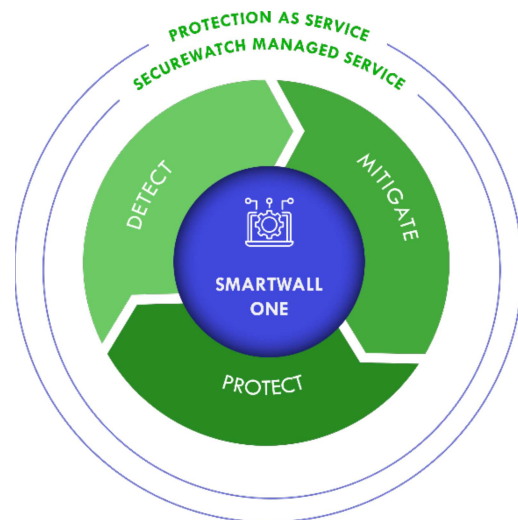 PROTECTION AS SERVICE
SECUREWATCH MANAGED SERVICE
DETECT
MITIGATE
SMARTWALL
ONE
PROTECT